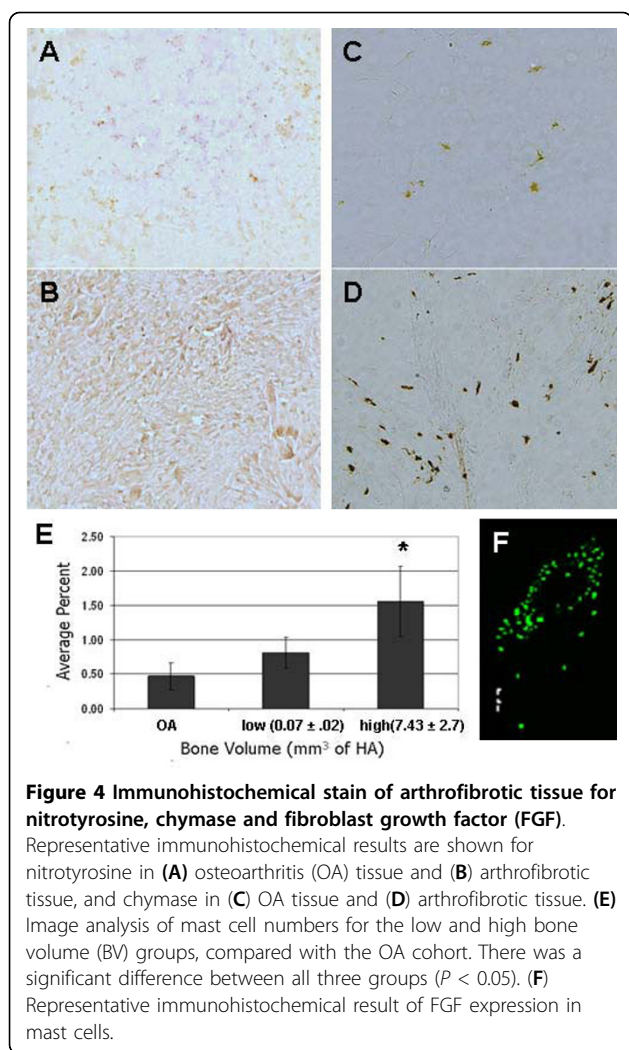 A
C
B
D
E
2.50
2.00
1.50
1.00
0.50
0.00
Average Percent
*
OA
low (0.07 ± .02)
high(7.43 ± 2.7)
Bone Volume (mm³ of HA)
F
Figure 4 Immunohistochemical stain of arthrofibrotic tissue for
nitrotyrosine, chymase and fibroblast growth factor (FGF).
Representative immunohistochemical results are shown for
nitrotyrosine in (A) osteoarthritis (OA) tissue and (B) arthrofibrotic
tissue, and chymase in (C) OA tissue and (D) arthrofibrotic tissue. (E)
Image analysis of mast cell numbers for the low and high bone
volume (BV) groups, compared with the OA cohort. There was a
significant difference between all three groups (P < 0.05). (F)
Representative immunohistochemical result of FGF expression in
mast cells.